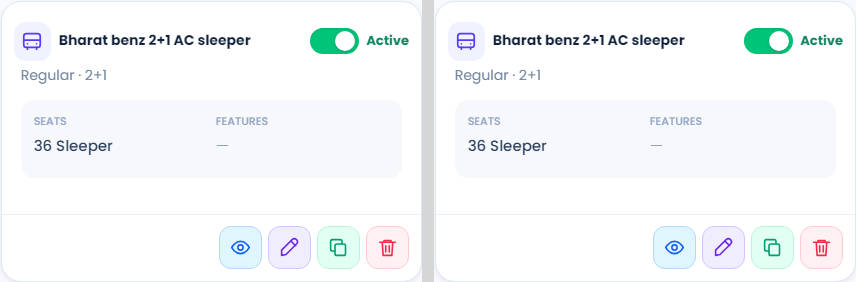 Bharat benz 2+1 AC sleeper
Active
Regular · 2+1
SEATS
FEATURES
36 Sleeper
—
Bharat benz 2+1 AC sleeper
Active
Regular · 2+1
SEATS
FEATURES
36 Sleeper
—